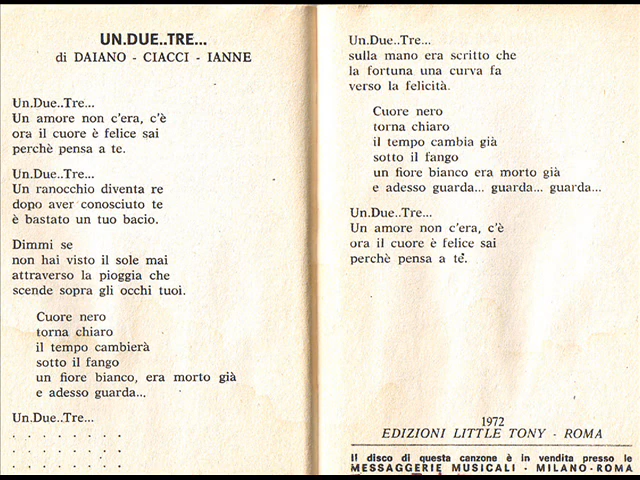 UN.DUE..TRE...
di DAIANO - CIACCI - IANNE
Un.Due..Tre...
Un amore non c'era, c'è
ora il cuore è felice sai
perchè pensa a te.
Un.Due..Tre...
Un ranocchio diventa re
dopo aver conosciuto te
è bastato un tuo bacio.
Dimmi se
non hai visto il sole mai
attraverso la pioggia che
scende sopra gli occhi tuoi.
Cuore nero
torna chiaro
il tempo cambierà
sotto il fango
un fiore bianco, era morto già
e adesso guarda...
Un.Due..Tre...
. . . . . . . .
. . . . . . . .
. . . . . . . .
Un.Due..Tre...
sulla mano era scritto che
la fortuna una curva fa
verso la felicità.
Cuore nero
torna chiaro
il tempo cambia già
sotto il fango
un fiore bianco era morto già
e adesso guarda... guarda... guarda...
Un.Due..Tre...
Un amore non c'era, c'è
ora il cuore è felice sai
perchè pensa a te.
1972
EDIZIONI LITTLE TONY - ROMA
Il disco di questa canzone è in vendita presso le
MESSAGGERIE MUSICALI - MILANO-ROMA